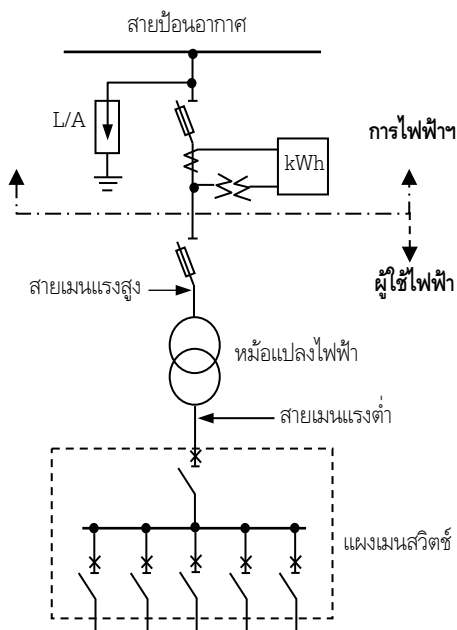 สายป้อนอากาศ
L/A
การไฟฟ้าฯ
kWh
ผู้ใช้ไฟฟ้า
สายเมนแรงสูง
หม้อแปลงไฟฟ้า
สายเมนแรงต่ำ
แผงเมนสวิตช์